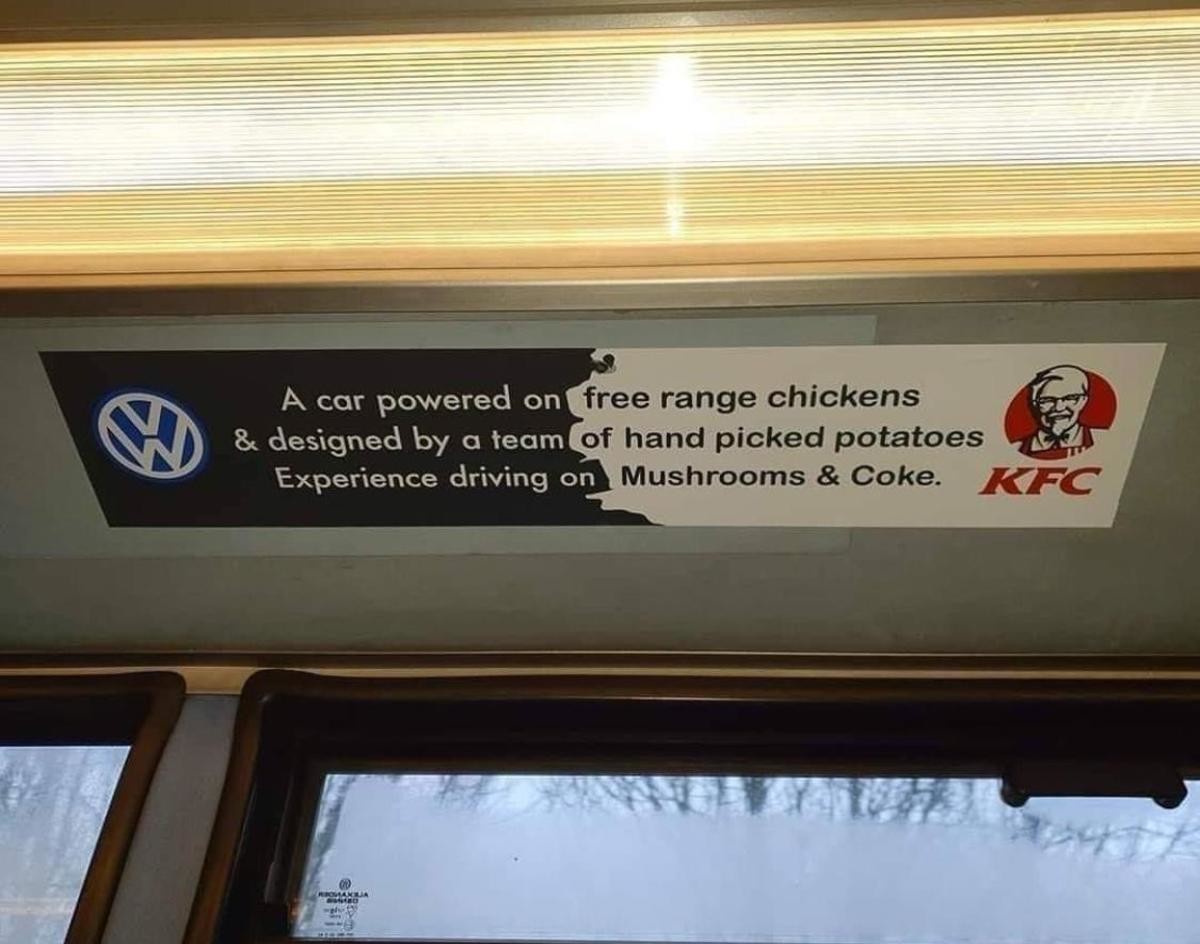 A car powered on free range chickens
& designed by a team of hand picked potatoes
Experience driving on Mushrooms & Coke.
KFC